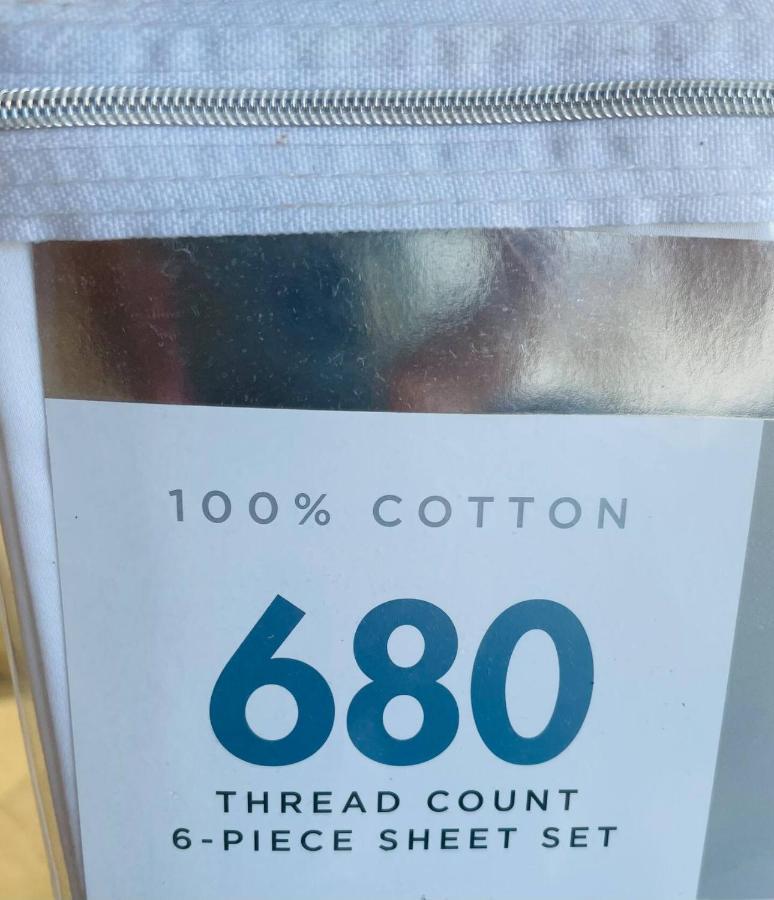 100% COTTON
680
THREAD COUNT
6-PIECE SHEET SET